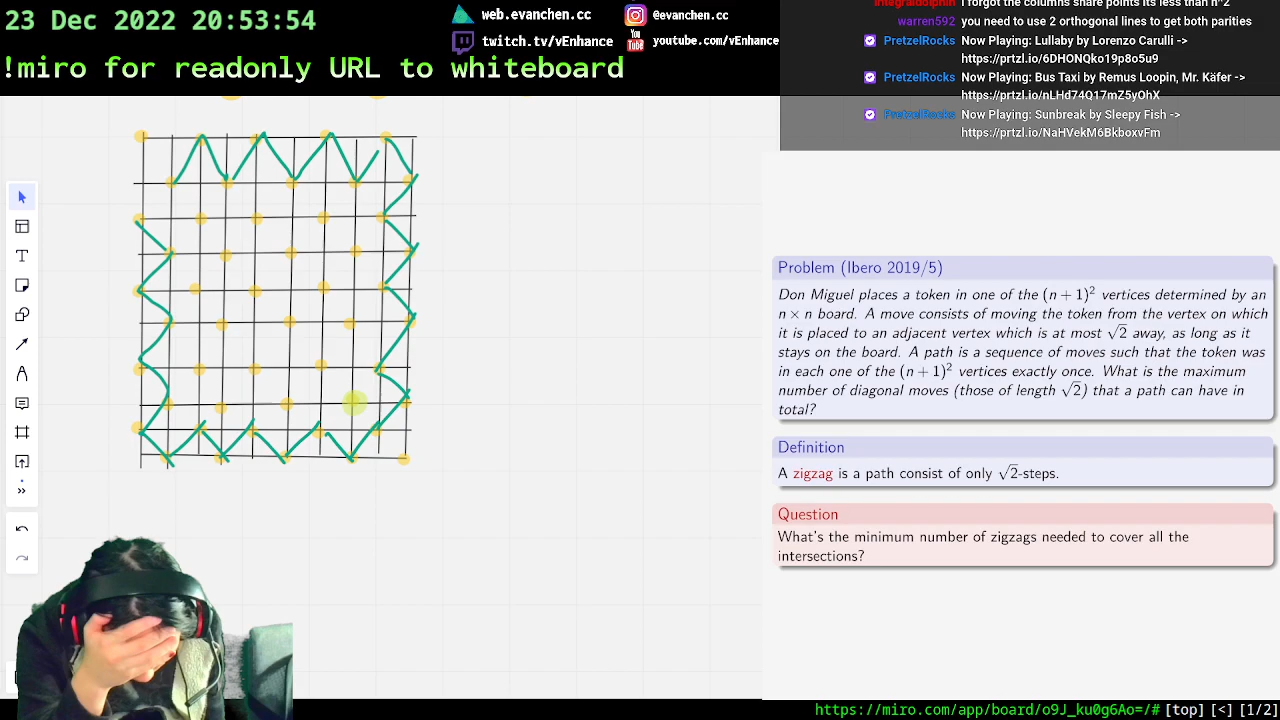 23 Dec 2022 20:53:54
web.evanchen.cc
@evanchen.cc
twitch.tv/vEnhance
You Tube
youtube.com/vEnhance
!miro for readonly URL to whiteboard
integraldolphin I forgot the columns share points its less than n^2
warren592 you need to use 2 orthogonal lines to get both parities
PretzelRocks Now Playing: Lullaby by Lorenzo Carulli ->
PretzelRocks Now Playing: Bus Taxi by Remus Loopin, Mr. Käfer ->
https://prtzl.io/nLHd74Q17mZ5yOhX
PretzelRocks Now Playing: Sunbreak by Sleepy Fish ->
https://prtzl.io/NaHVekM6BkboxvFm
Problem (Ibero 2019/5)
Don Miguel places a token in one of the (n + 1)² vertices determined by an
n × n board. A move consists of moving the token from the vertex on which
it is placed to an adjacent vertex which is at most √2 away, as long as it
stays on the board. A path is a sequence of moves such that the token was
in each one of the (n + 1)² vertices exactly once. What is the maximum
number of diagonal moves (those of length √2) that a path can have in
total?
Definition
A zigzag is a path consist of only √2-steps.
Question
What's the minimum number of zigzags needed to cover all the
intersections?
https://miro.com/app/board/o9J_ku0g6Ao=/# [top] [<] [1/2]